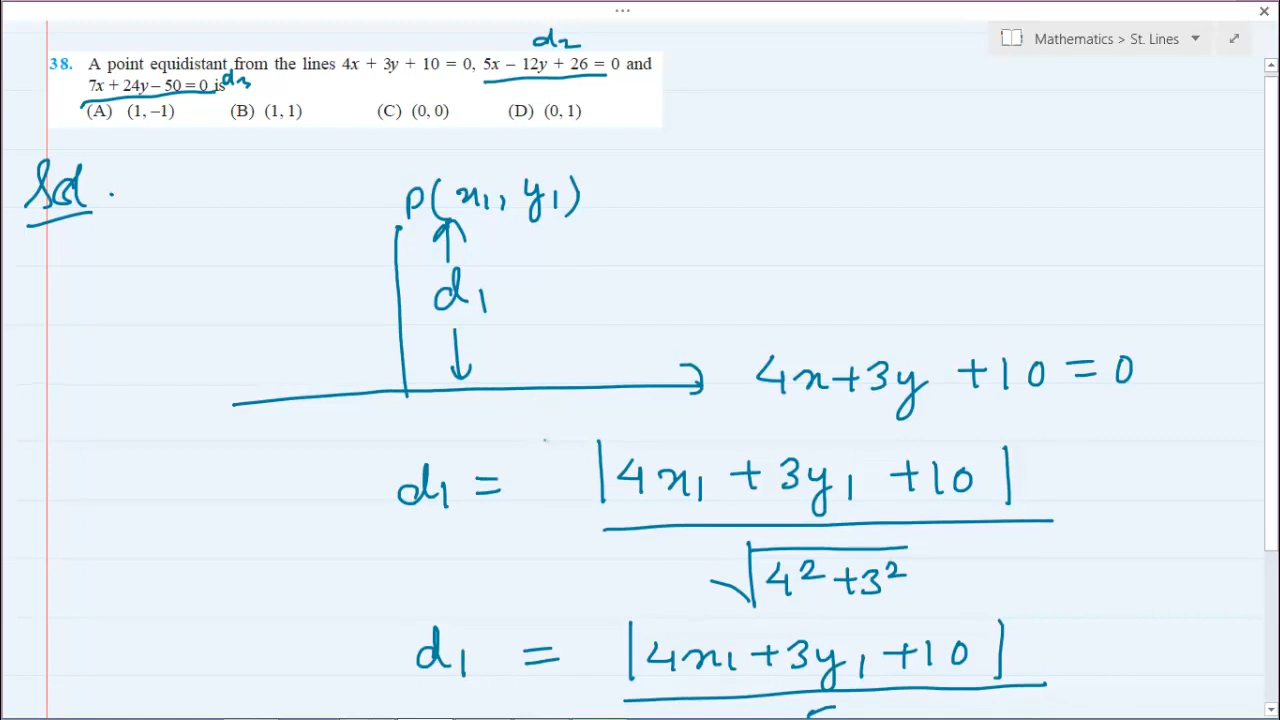 Mathematics > St. Lines
d2
38. A point equidistant from the lines 4x + 3y + 10 = 0, 5x − 12y + 26 = 0 and
7x + 24y – 50 = 0 is d3
(A) (1, –1) (B) (1, 1) (C) (0, 0) (D) (0, 1)
Sol.
P(x1, y1)
d1
4x+3y +10 = 0
d1 = |4x1 + 3y1 +10|
√4²+3²
d1 = |4x1+3y1+10|